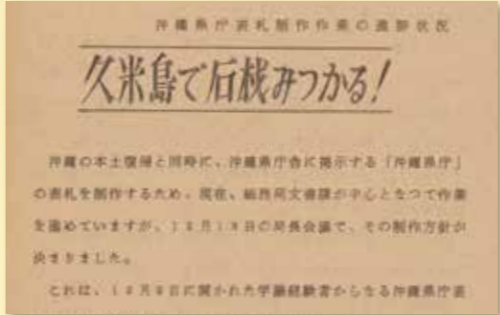 沖縄県庁表札制作作業の進捗状況
久米島で石棧みつかる!
沖縄の本土復帰と同時に、沖縄県庁舎に掲示する「沖縄県庁」
の表札を制作するため、現在、総務局文書課が中心となつて作業
を進めていますが、12月18日の局長会議で、その制作方針が
決まりました。
これは、12月8日に開かれた学識経験者からなる沖縄県庁表